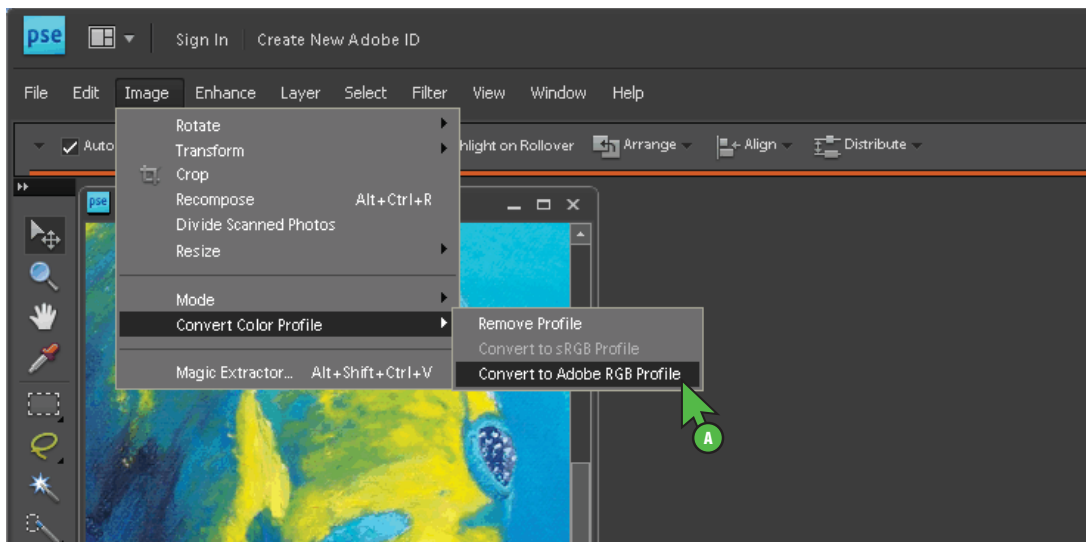 pse Sign In Create New Adobe ID
File Edit Image Enhance Layer Select Filter View Window Help
Auto hlight on Rollover Arrange Align Distribute
Rotate
Transform
Crop
pse
Recompose Alt+Ctrl+R
Divide Scanned Photos
Resize
Mode
Convert Color Profile
Remove Profile
Convert to sRGB Profile
Magic Extractor... Alt+Shift+Ctrl+V
Convert to Adobe RGB Profile
A